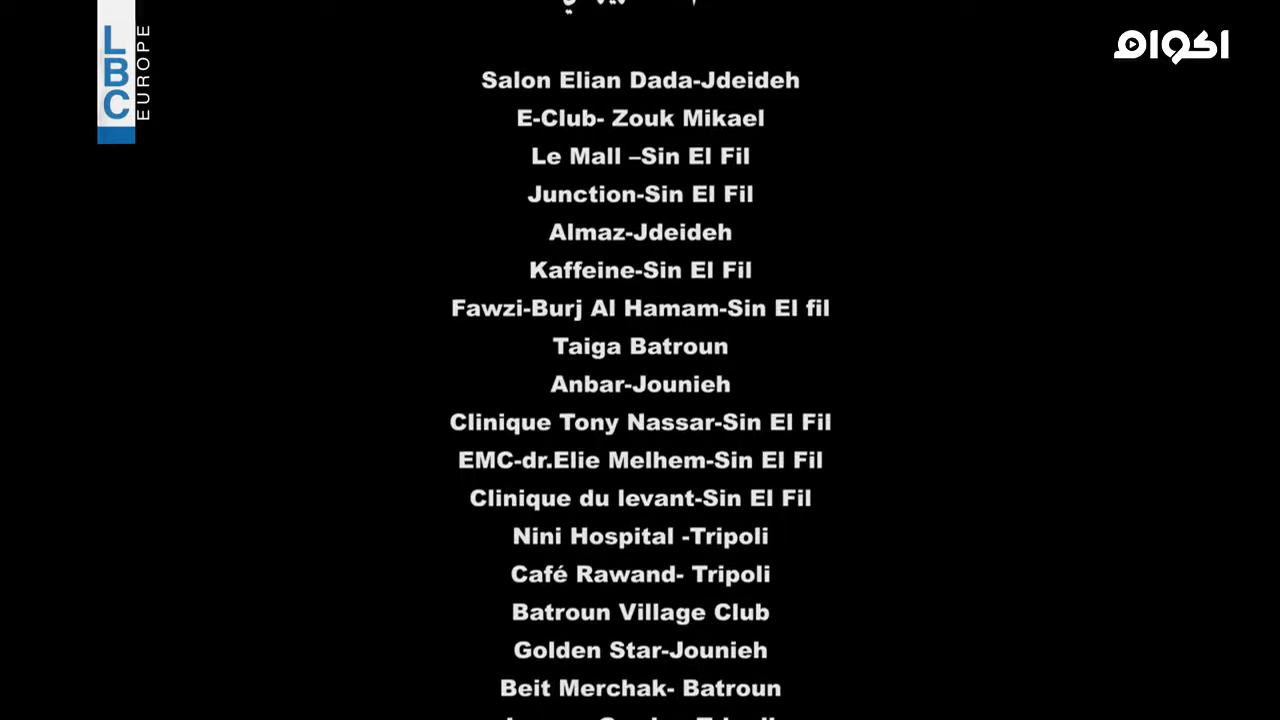 LBC
EUROPE
اكوام
Salon Elian Dada-Jdeideh
E-Club- Zouk Mikael
Le Mall –Sin El Fil
Junction-Sin El Fil
Almaz-Jdeideh
Kaffeine-Sin El Fil
Fawzi-Burj Al Hamam-Sin El fil
Taiga Batroun
Anbar-Jounieh
Clinique Tony Nassar-Sin El Fil
EMC-dr.Elie Melhem-Sin El Fil
Clinique du levant-Sin El Fil
Nini Hospital -Tripoli
Café Rawand- Tripoli
Batroun Village Club
Golden Star-Jounieh
Beit Merchak- Batroun